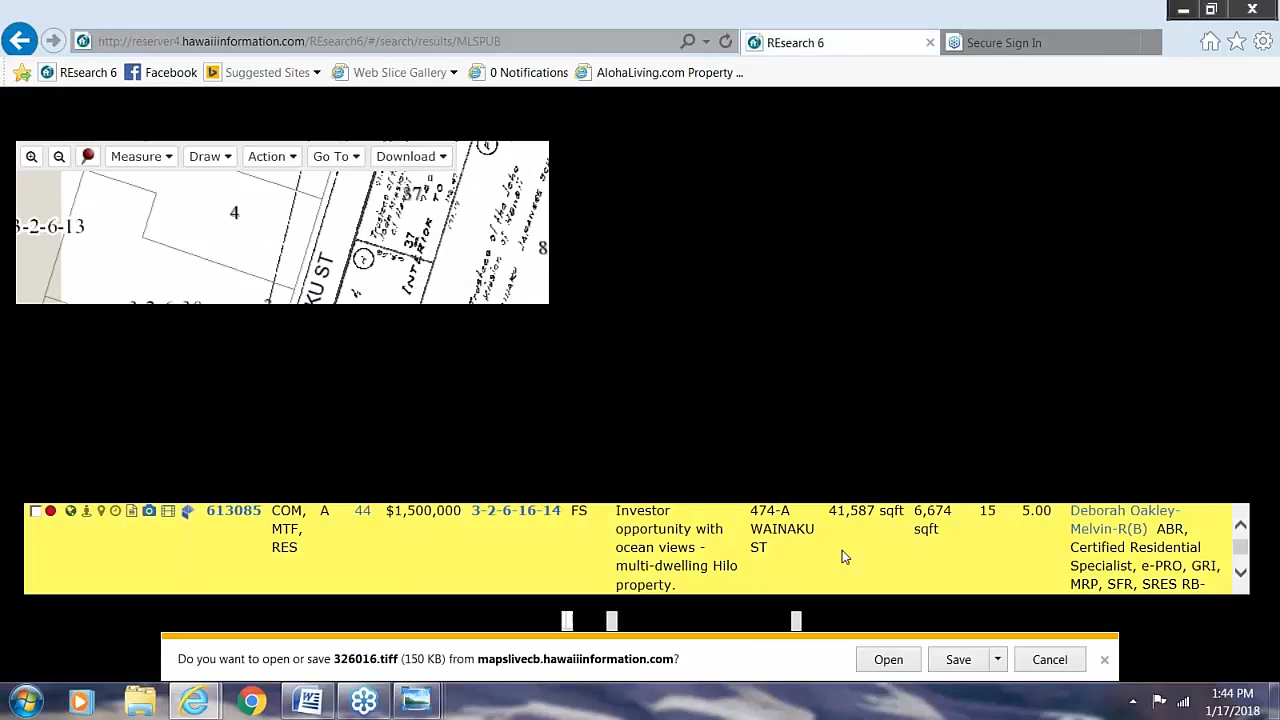 http://reserver4.hawaiiinformation.com/REsearch6/#/search/results/MLSPUB
REsearch 6
Secure Sign In
REsearch 6
Facebook
Suggested Sites
Web Slice Gallery
0 Notifications
AlohaLiving.com Property ...
Measure
Draw
Action
Go To
Download
37
4
3-2-6-13
8
37
INTERIOR TO
KU ST
613085
COM,
MTF,
RES
A
44
$1,500,000
3-2-6-16-14
FS
Investor
opportunity with
ocean views -
multi-dwelling Hilo
property.
474-A
WAINAKU
ST
41,587 sqft
6,674
sqft
15
5.00
Deborah Oakley-
Melvin-R(B) ABR,
Certified Residential
Specialist, e-PRO, GRI,
MRP, SFR, SRES RB-
Do you want to open or save 326016.tiff (150 KB) from mapslivecb.hawaiiinformation.com?
Open
Save
Cancel
1:44 PM
1/17/2018